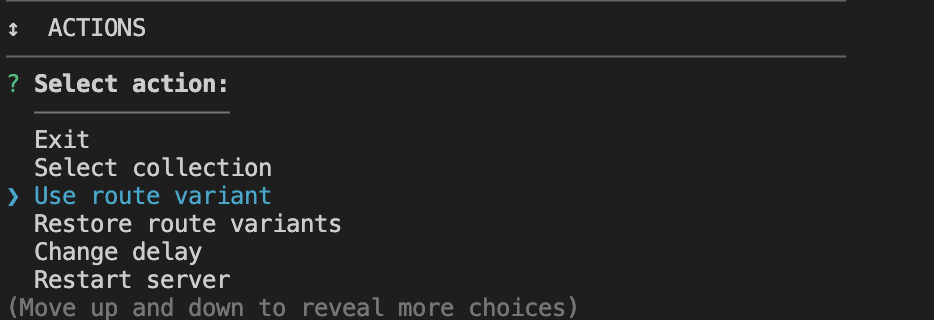 ↕ ACTIONS
? Select action:
Exit
Select collection
❯ Use route variant
Restore route variants
Change delay
Restart server
(Move up and down to reveal more choices)